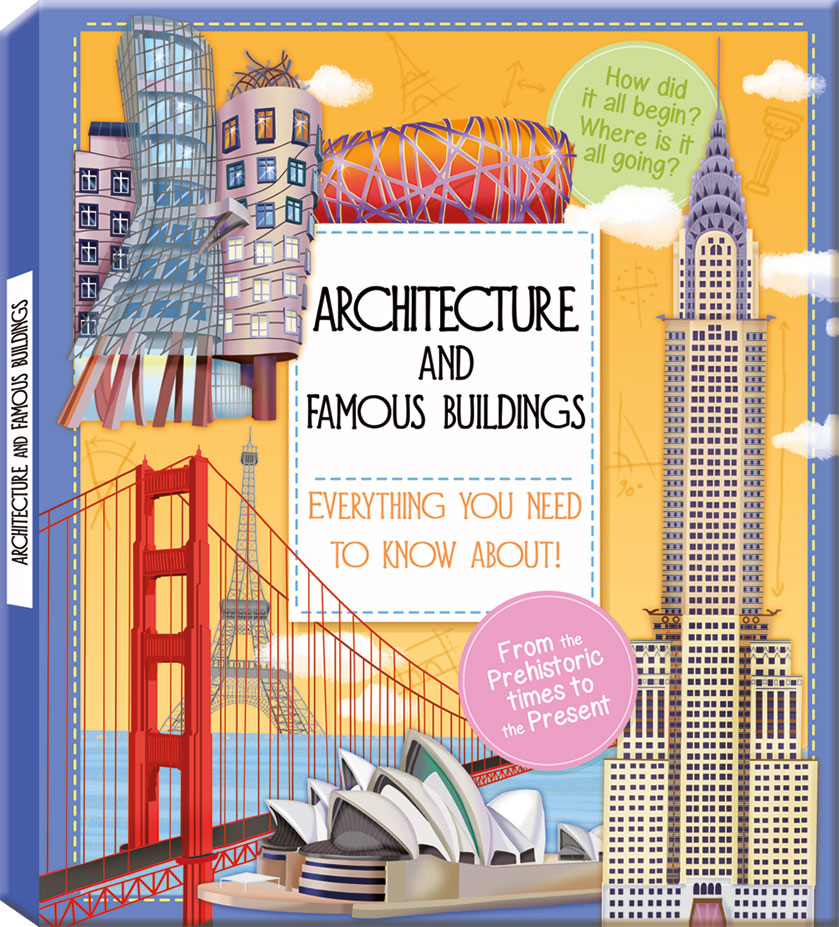 How did
it all begin?
Where is it
all going?
ARCHITECTURE
AND
FAMOUS BUILDINGS
EVERYTHING YOU NEED
TO KNOW ABOUT!
From the
Prehistoric
times to
the Present
ARCHITECTURE AND FAMOUS BUILDINGS
%